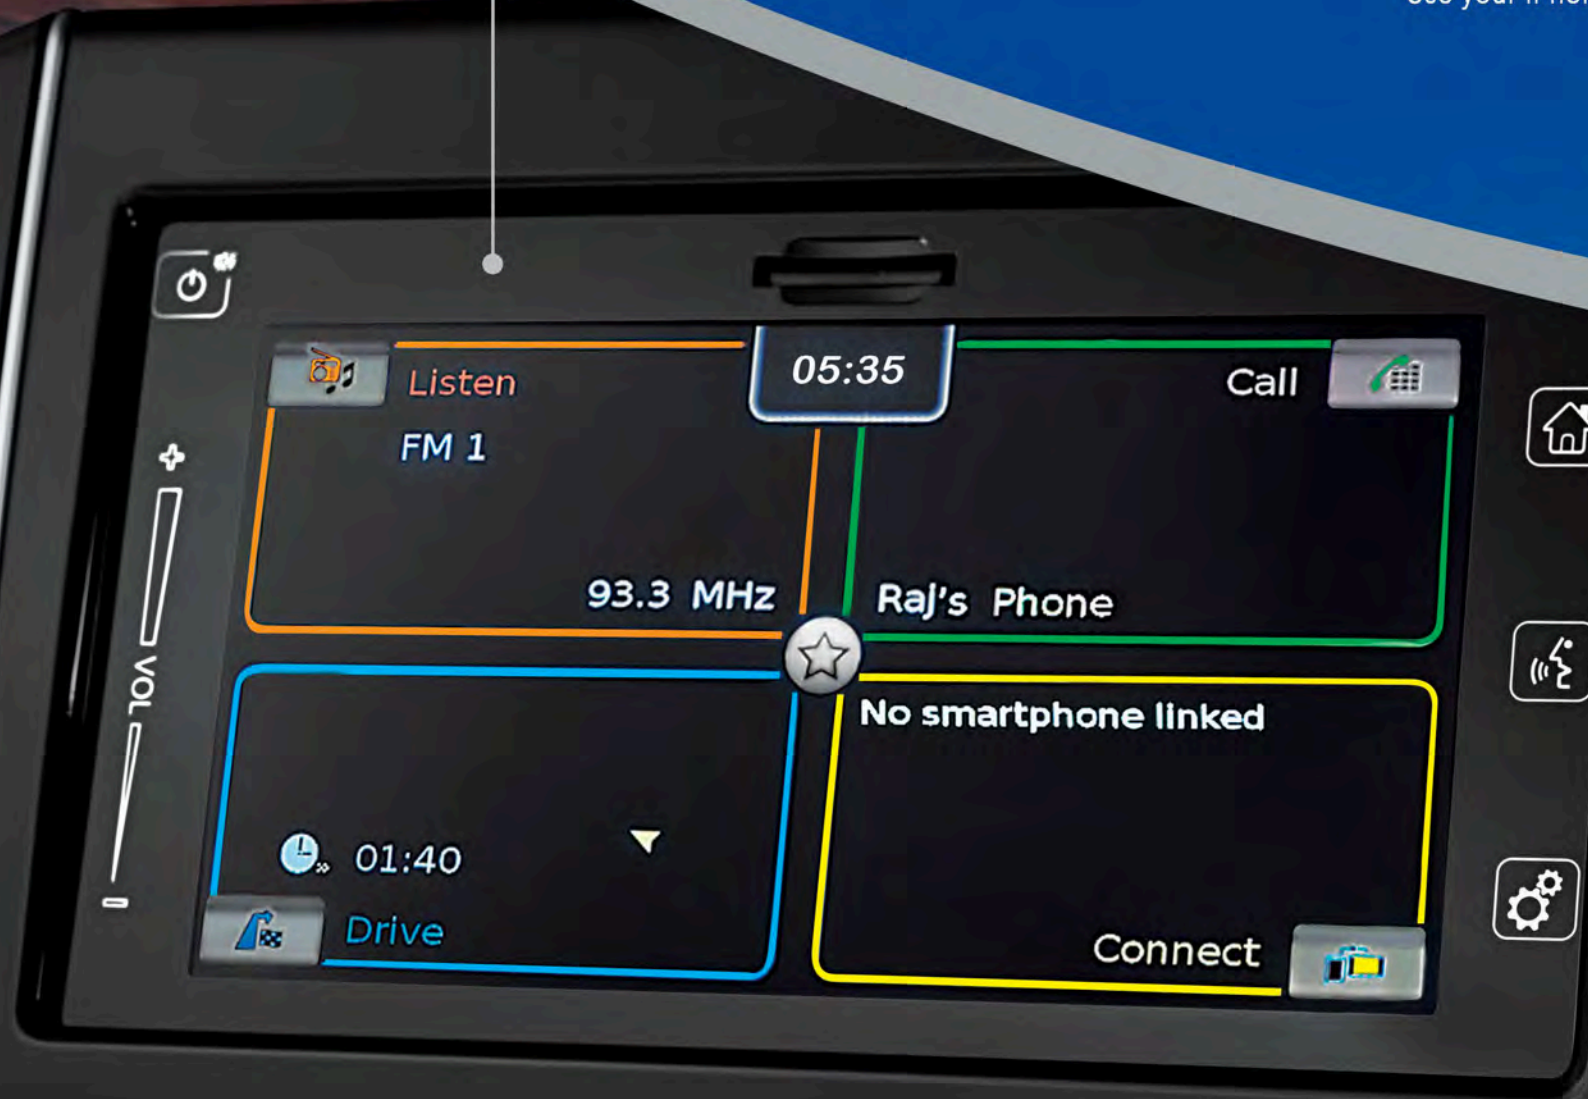 05:35
Listen
Call
FM 1
93.3 MHz
Raj's Phone
VOL
No smartphone linked
01:40
Drive
Connect